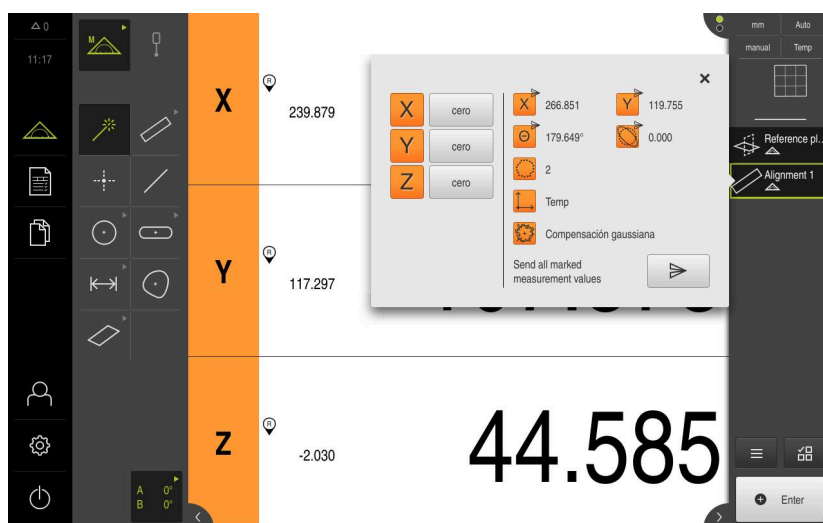 0
11:17
M
A 0°
B 0°
X
R
239.879
Y
R
117.297
Z
R
-2.030
44.585
X cero
Y cero
Z cero
X 266.851 Y 119.755
Θ 179.649° 0.000
2
Temp
Compensación gaussiana
Send all marked
measurement values
mm Auto
manual Temp
Reference pl...
Alignment 1
Enter